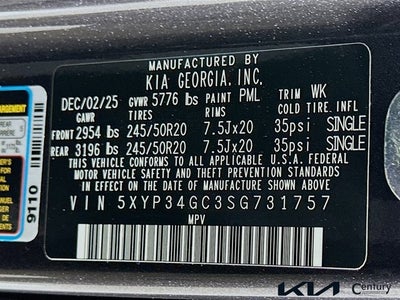 MANUFACTURED BY
KIA GEORGIA, INC.
DEC/02/25 GVWR 5776 lbs PAINT PML TRIM WK
GAWR TIRES RIMS COLD TIRE.INFL
FRONT 2954 lbs 245/50R20 7.5Jx20 35psi SINGLE
REAR 3196 lbs 245/50R20 7.5Jx20 35psi SINGLE
THIS VEHICLE CONFORMS TO ALL APPLICABLE U.S.A. FEDERAL
MOTOR VEHICLE SAFETY STANDARDS IN EFFECT ON THE DATE OF
MANUFACTURE SHOWN ABOVE
VIN 5XYP34GC3SG731757
MPV
9110
KIA Century